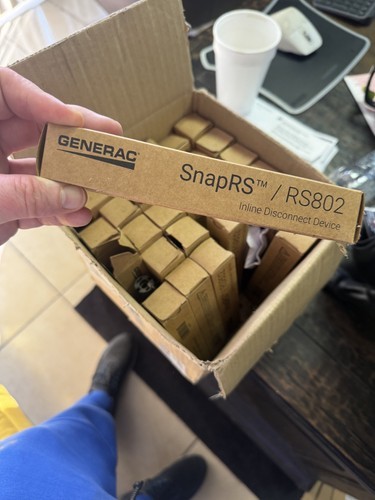 GENERAC
SnapRS™ / RS802
Inline Disconnect Device